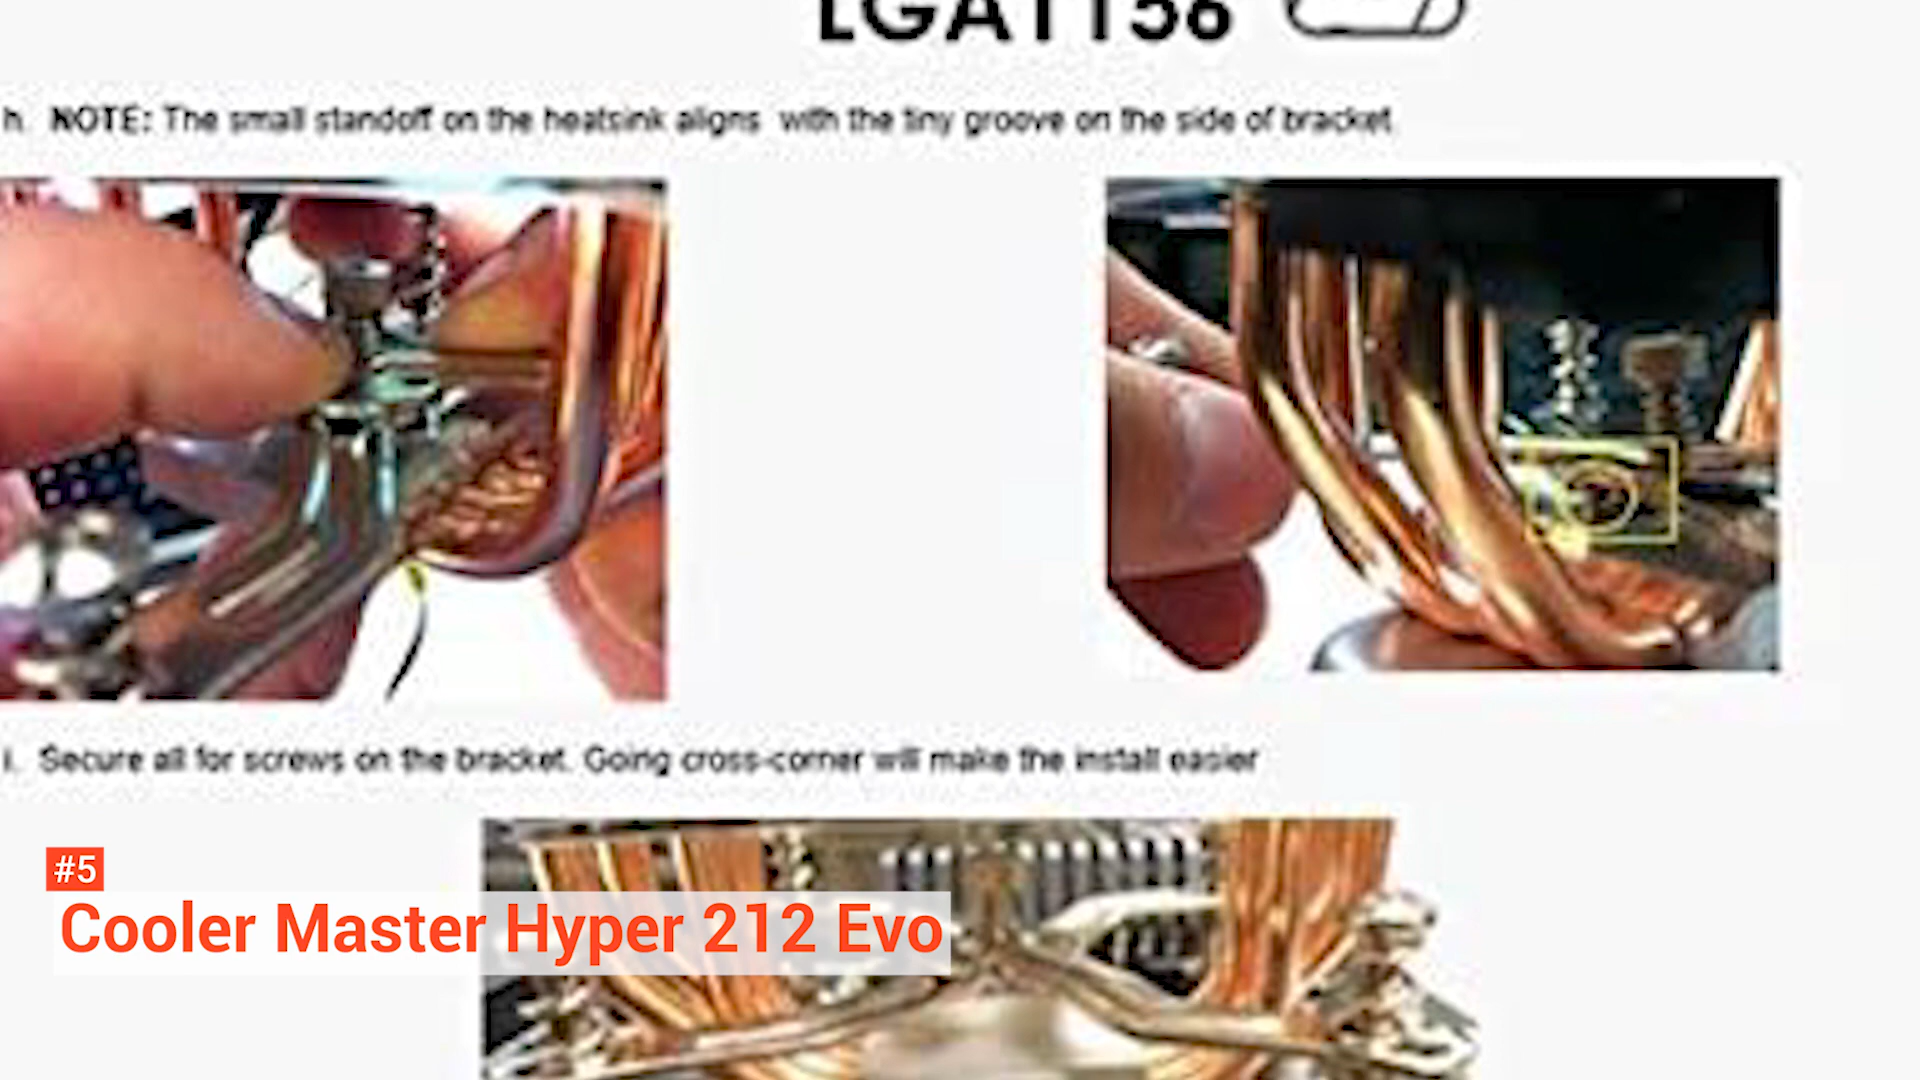 LGA1156
h. NOTE: The small standoff on the heatsink aligns with the tiny groove on the side of bracket.
i. Secure all for screws on the bracket. Going cross-corner will make the install easier
#5
Cooler Master Hyper 212 Evo